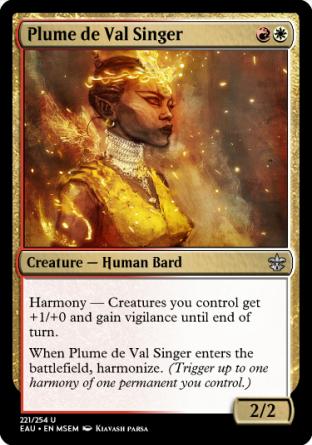 Plume de Val Singer
Creature — Human Bard
Harmony — Creatures you control get
+1/+0 and gain vigilance until end of
turn.
When Plume de Val Singer enters the
battlefield, harmonize. (Trigger up to one
harmony of one permanent you control.)
2/2
221/254 U
EAU • EN MSEM Kiavash parsa